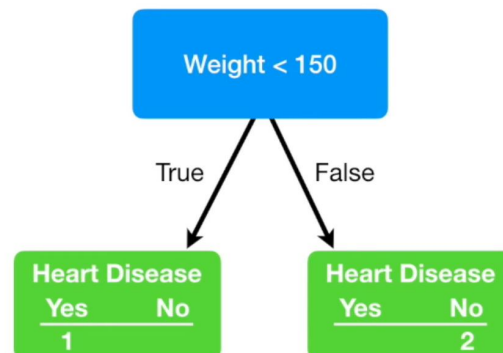 Weight < 150
True False
Heart Disease Heart Disease
Yes No Yes No
1 2